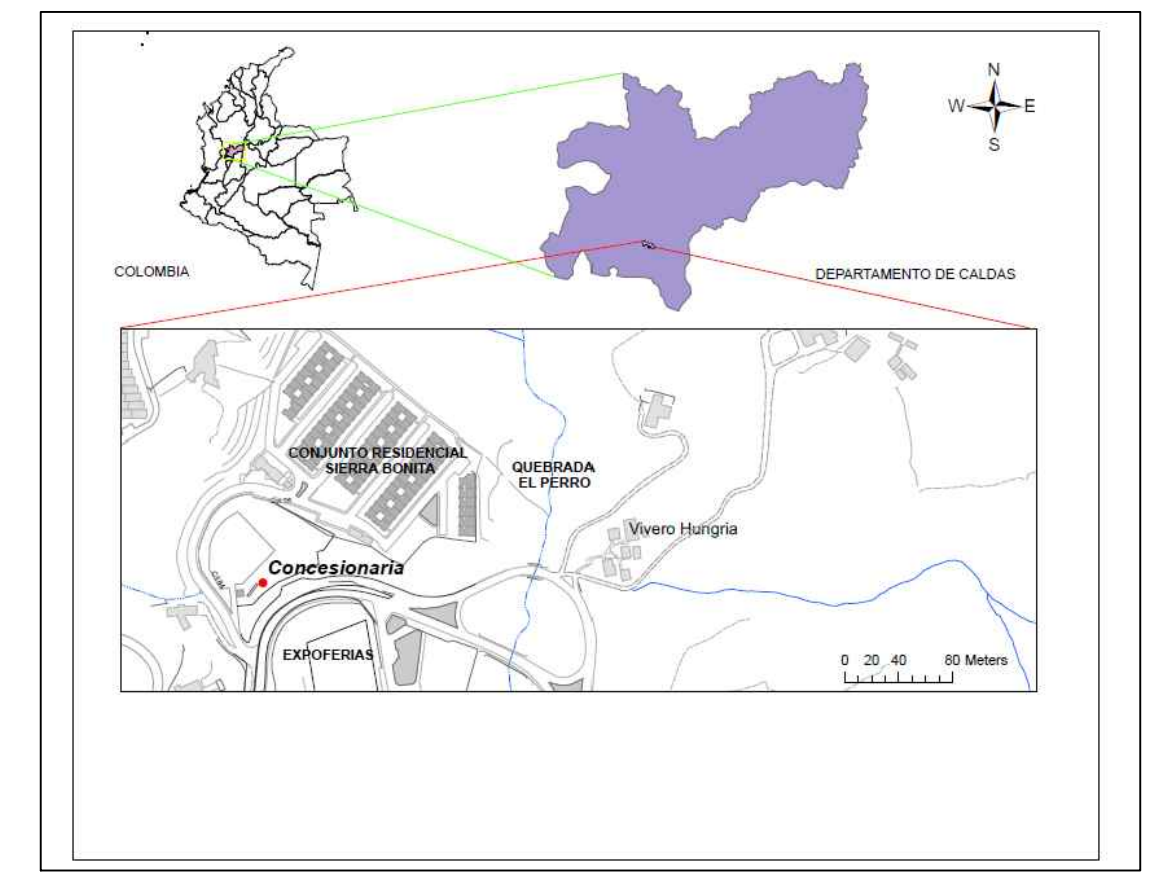 N
W E
S
COLOMBIA
DEPARTAMENTO DE CALDAS
CONJUNTO RESIDENCIAL
SIERRA BONITA
QUEBRADA
EL PERRO
Vivero Hungria
Concesionaria
EXPOFERIAS
0 20 40 80 Meters